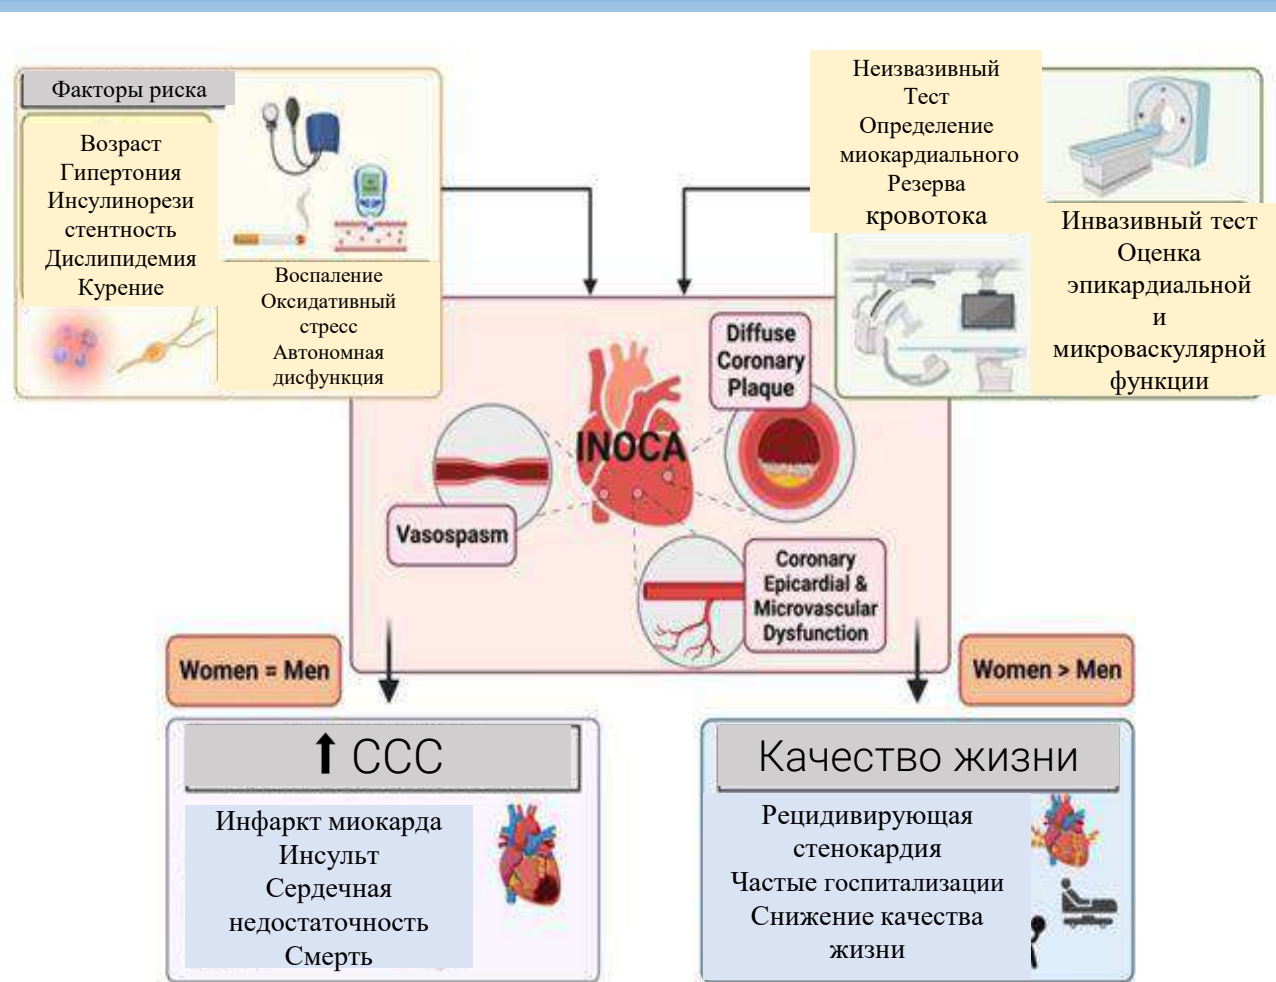 Факторы риска
Возраст
Гипертония
Инсулинорези
стентность
Дислипидемия
Курение
Воспаление
Оксидативный
стресс
Автономная
дисфункция
Неизвазивный
Тест
Определение
миокардиального
Резерва
кровотока
Инвазивный тест
Оценка
эпикардиальной
и
микроваскулярной
функции
Diffuse
Coronary
Plaque
INOCA
Vasospasm
Coronary
Epicardial &
Microvascular
Dysfunction
Women = Men
Women > Men
⬆ ССС
Инфаркт миокарда
Инсульт
Сердечная
недостаточность
Смерть
Качество жизни
Рецидивирующая
стенокардия
Частые госпитализации
Снижение качества
жизни